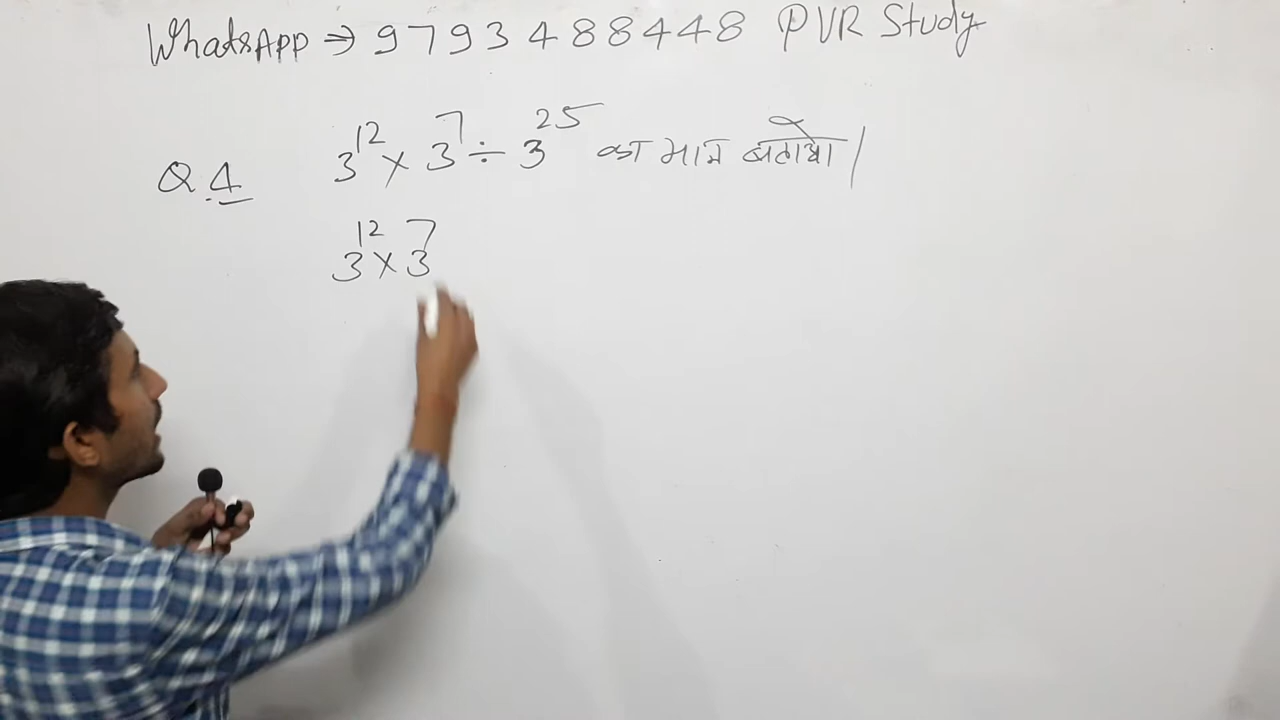 WhatsApp ⇒ 9793488448 PVR Study
Q.4 3¹² × 3⁷ ÷ 3²⁵ का मान बताये।
3¹² × 3⁷